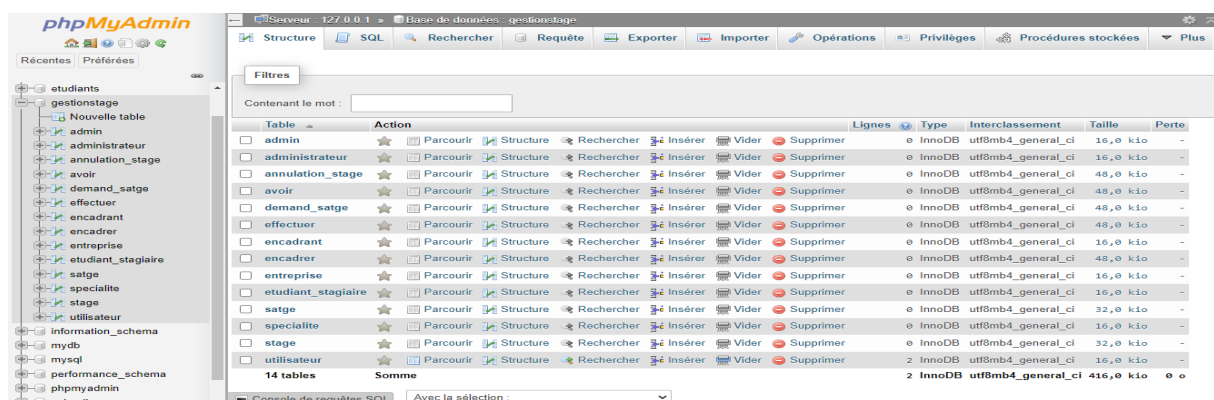 phpMyAdmin
Récentes Préférées
etudiants
gestionstage
Nouvelle table
admin
administrateur
annulation_stage
avoir
demand_satge
effectuer
encadrant
encadrer
entreprise
etudiant_stagiaire
satge
specialite
stage
utilisateur
information_schema
mydb
mysql
performance_schema
phpmyadmin
Serveur : 127.0.0.1 » Base de données : gestionstage
Structure SQL Rechercher Requête Exporter Importer Opérations Privilèges Procédures stockées Plus
Filtres
Contenant le mot :
Table Action Lignes Type Interclassement Taille Perte
admin Parcourir Structure Rechercher Insérer Vider Supprimer 0 InnoDB utf8mb4_general_ci 16,0 kio -
administrateur Parcourir Structure Rechercher Insérer Vider Supprimer 0 InnoDB utf8mb4_general_ci 16,0 kio -
annulation_stage Parcourir Structure Rechercher Insérer Vider Supprimer 0 InnoDB utf8mb4_general_ci 48,0 kio -
avoir Parcourir Structure Rechercher Insérer Vider Supprimer 0 InnoDB utf8mb4_general_ci 48,0 kio -
demand_satge Parcourir Structure Rechercher Insérer Vider Supprimer 0 InnoDB utf8mb4_general_ci 48,0 kio -
effectuer Parcourir Structure Rechercher Insérer Vider Supprimer 0 InnoDB utf8mb4_general_ci 48,0 kio -
encadrant Parcourir Structure Rechercher Insérer Vider Supprimer 0 InnoDB utf8mb4_general_ci 16,0 kio -
encadrer Parcourir Structure Rechercher Insérer Vider Supprimer 0 InnoDB utf8mb4_general_ci 48,0 kio -
entreprise Parcourir Structure Rechercher Insérer Vider Supprimer 0 InnoDB utf8mb4_general_ci 16,0 kio -
etudiant_stagiaire Parcourir Structure Rechercher Insérer Vider Supprimer 0 InnoDB utf8mb4_general_ci 16,0 kio -
satge Parcourir Structure Rechercher Insérer Vider Supprimer 0 InnoDB utf8mb4_general_ci 32,0 kio -
specialite Parcourir Structure Rechercher Insérer Vider Supprimer 0 InnoDB utf8mb4_general_ci 16,0 kio -
stage Parcourir Structure Rechercher Insérer Vider Supprimer 0 InnoDB utf8mb4_general_ci 32,0 kio -
utilisateur Parcourir Structure Rechercher Insérer Vider Supprimer 2 InnoDB utf8mb4_general_ci 16,0 kio -
14 tables Somme 2 InnoDB utf8mb4_general_ci 416,0 kio 0 o
Console de requêtes SQL Avec la sélection :